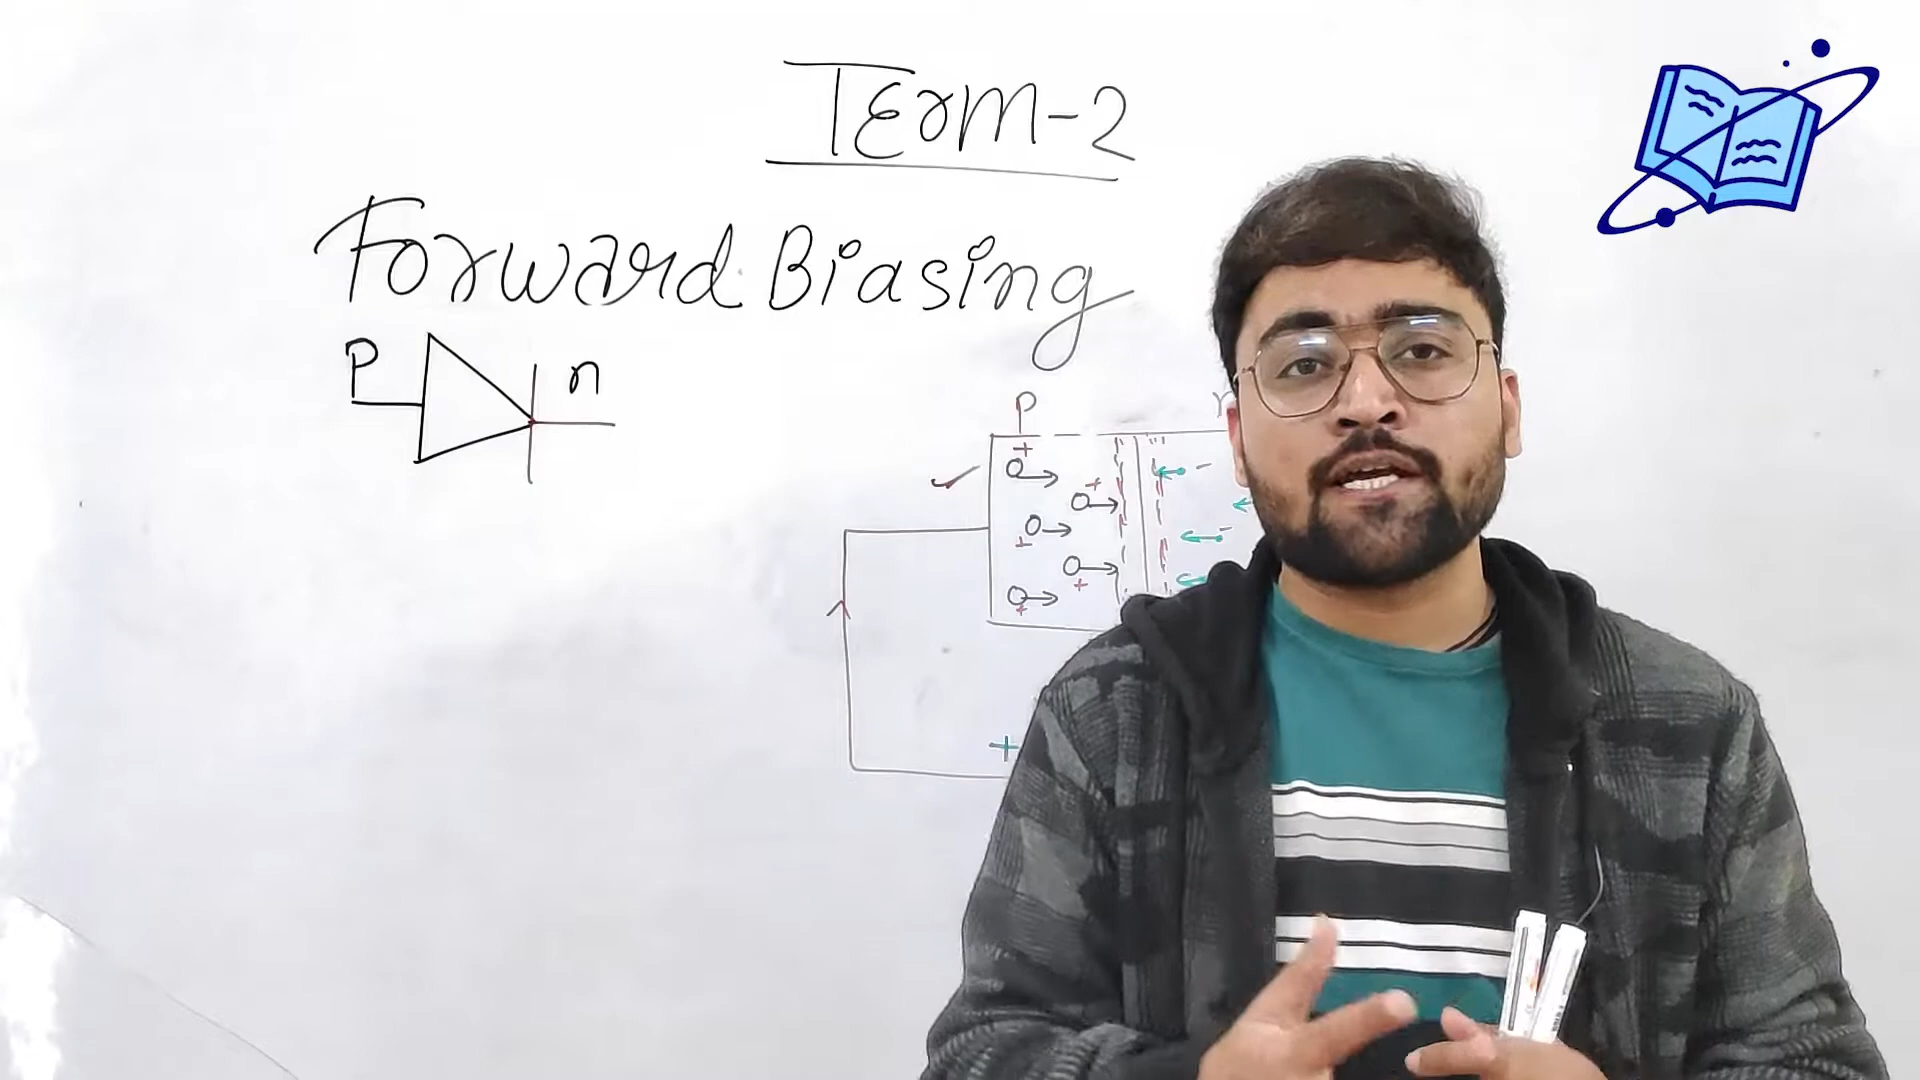 TErM-2
Forward Biasing
P n
P
+ -
+
+ -
+
+
+